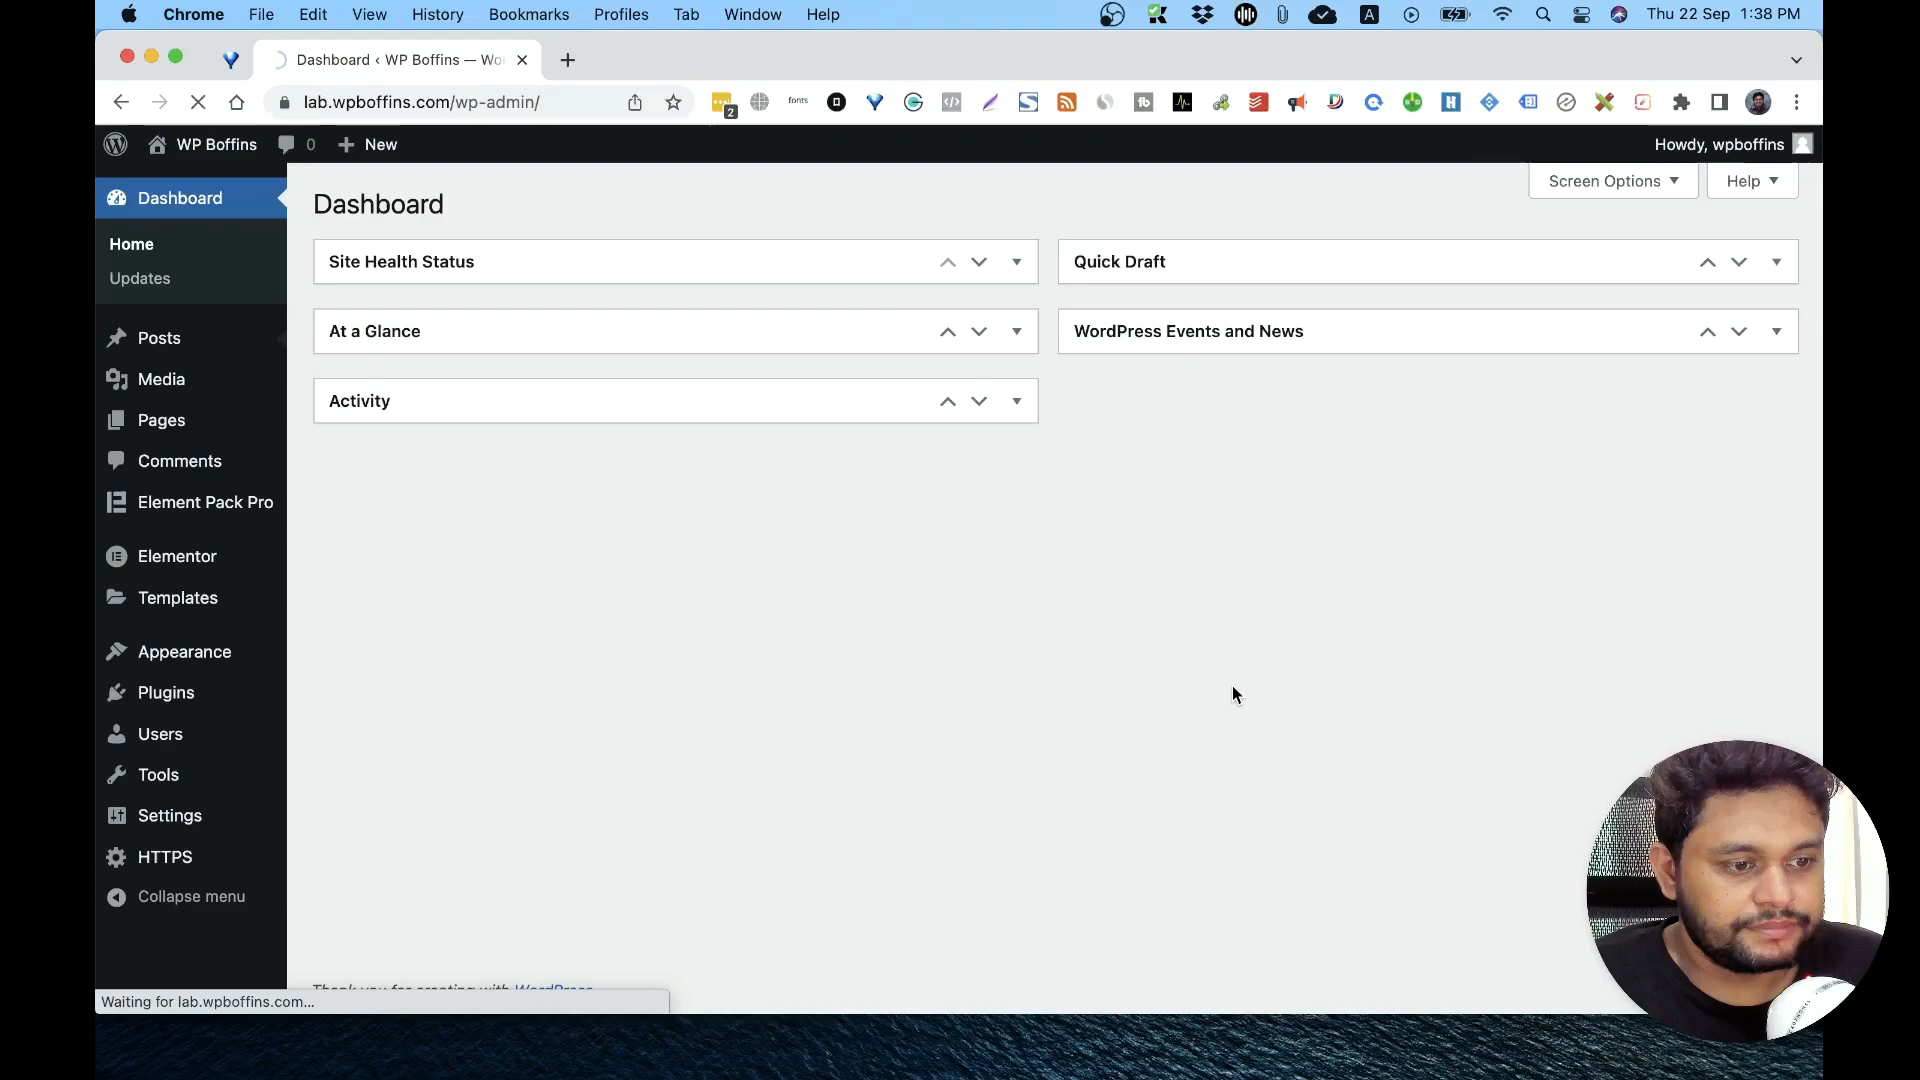 Chrome File Edit View History Bookmarks Profiles Tab Window Help
Thu 22 Sep 1:38 PM
Dashboard ‹ WP Boffins — Wo
lab.wpboffins.com/wp-admin/
2
fonts
WP Boffins 0 New
Howdy, wpboffins
Screen Options
Help
Dashboard
Home
Updates
Posts
Media
Pages
Comments
Element Pack Pro
Elementor
Templates
Appearance
Plugins
Users
Tools
Settings
HTTPS
Collapse menu
Dashboard
Site Health Status
At a Glance
Activity
Quick Draft
WordPress Events and News
Thank you for creating with WordPress
Waiting for lab.wpboffins.com...